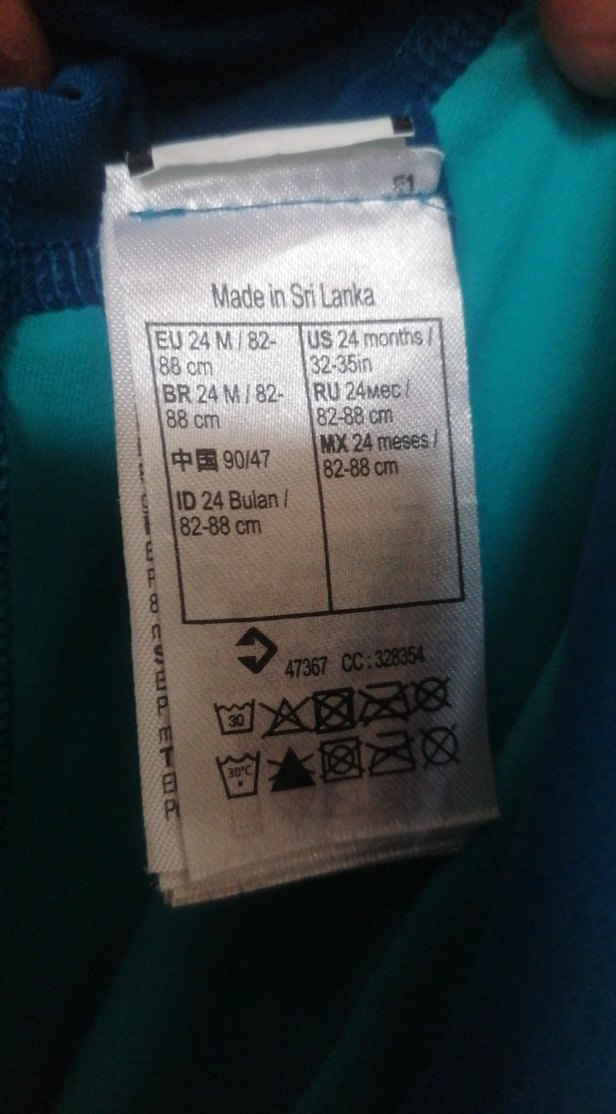 51
Made in Sri Lanka
EU 24 M / 82-
88 cm
BR 24 M / 82-
88 cm
中国 90/47
ID 24 Bulan /
82-88 cm
US 24 months /
32-35in
RU 24мес /
82-88 cm
MX 24 meses /
82-88 cm
47367 CC : 328354
30
30°C